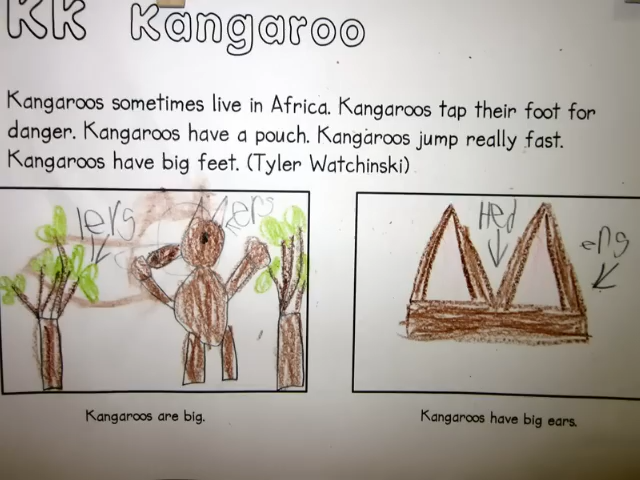 Kk Kangaroo
Kangaroos sometimes live in Africa. Kangaroos tap their foot for
danger. Kangaroos have a pouch. Kangaroos jump really fast.
Kangaroos have big feet. (Tyler Watchinski)
lers
Hed
ers
Kangaroos are big.
Kangaroos have big ears.